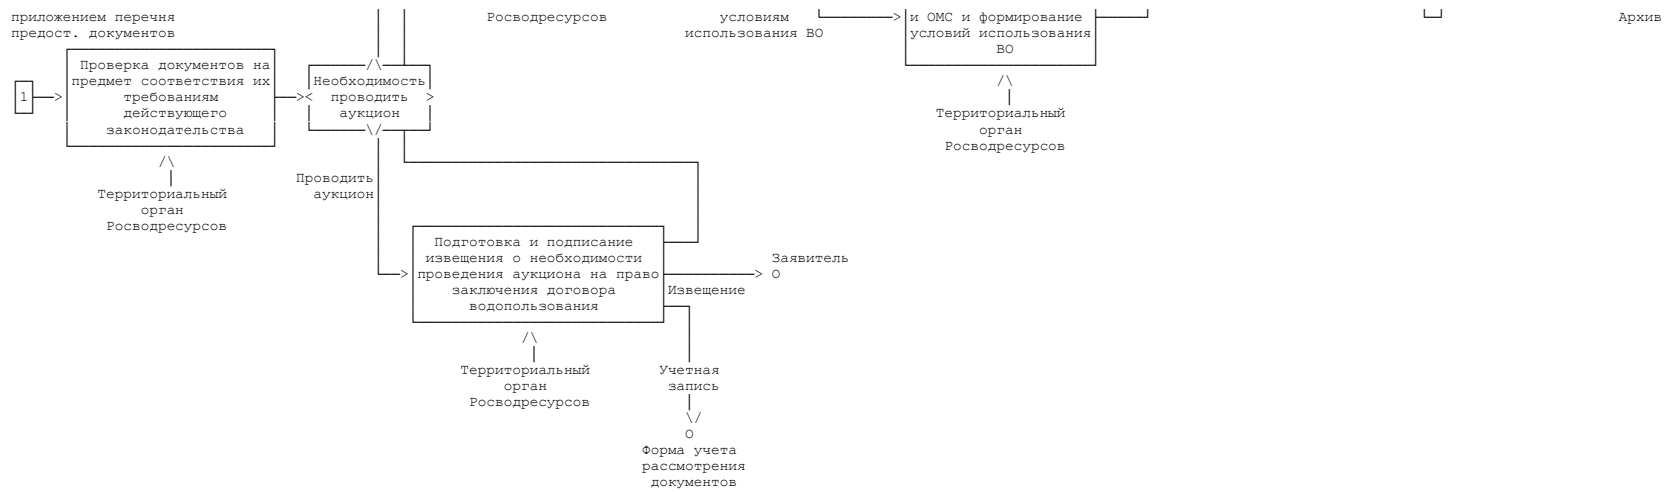 приложением перечня
предост. документов
Росводресурсов
условиям
использования ВО
и ОМС и формирование
условий использования
ВО
Архив
1
Проверка документов на
предмет соответствия их
требованиям
действующего
законодательства
Необходимость
проводить
аукцион
Территориальный
орган
Росводресурсов
Территориальный
орган
Росводресурсов
Проводить
аукцион
Подготовка и подписание
извещения о необходимости
проведения аукциона на право
заключения договора
водопользования
Заявитель
О
Извещение
Территориальный
орган
Росводресурсов
Учетная
запись
О
Форма учета
рассмотрения
документов